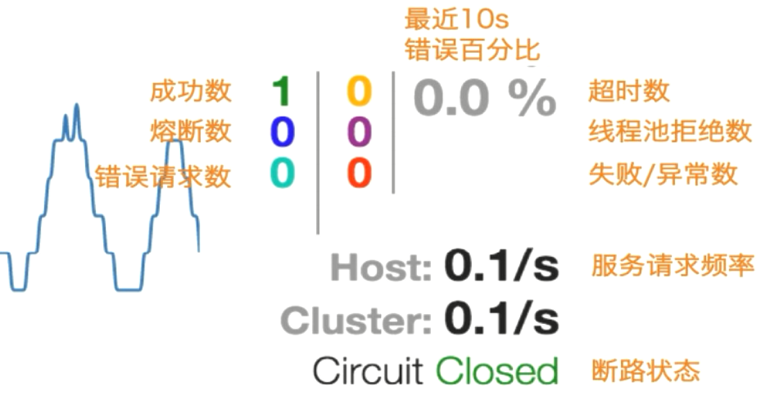 最近10s
错误百分比
成功数 1 0 0.0 % 超时数
熔断数 0 0 线程池拒绝数
错误请求数 0 0 失败/异常数
Host: 0.1/s 服务请求频率
Cluster: 0.1/s
Circuit Closed 断路状态